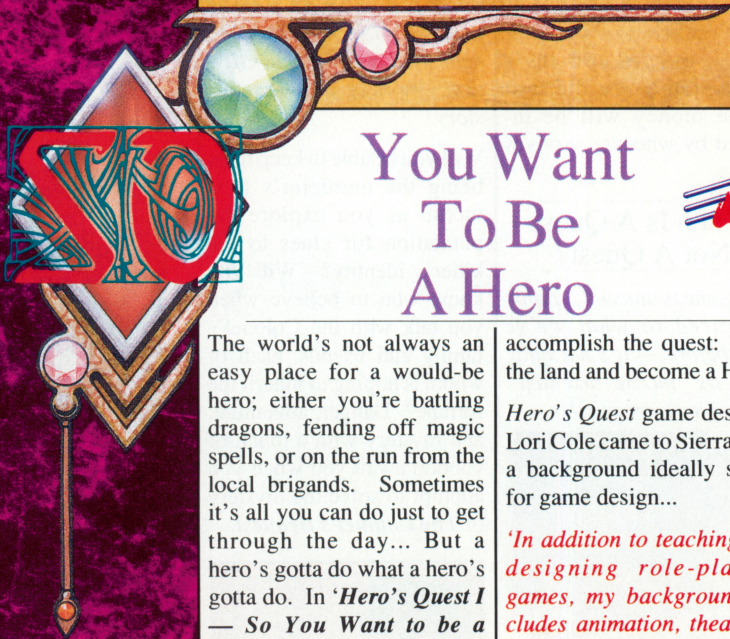 SO
You Want
To Be
A Hero
The world's not always an
easy place for a would-be
hero; either you're battling
dragons, fending off magic
spells, or on the run from the
local brigands. Sometimes
it's all you can do just to get
through the day... But a
hero's gotta do what a hero's
gotta do. In 'Hero's Quest I
— So You Want to be a
accomplish the quest:
the land and become a H
Hero's Quest game des
Lori Cole came to Sierra
a background ideally s
for game design...
'In addition to teaching
designing role-pla
games, my backgroun
cludes animation, thea